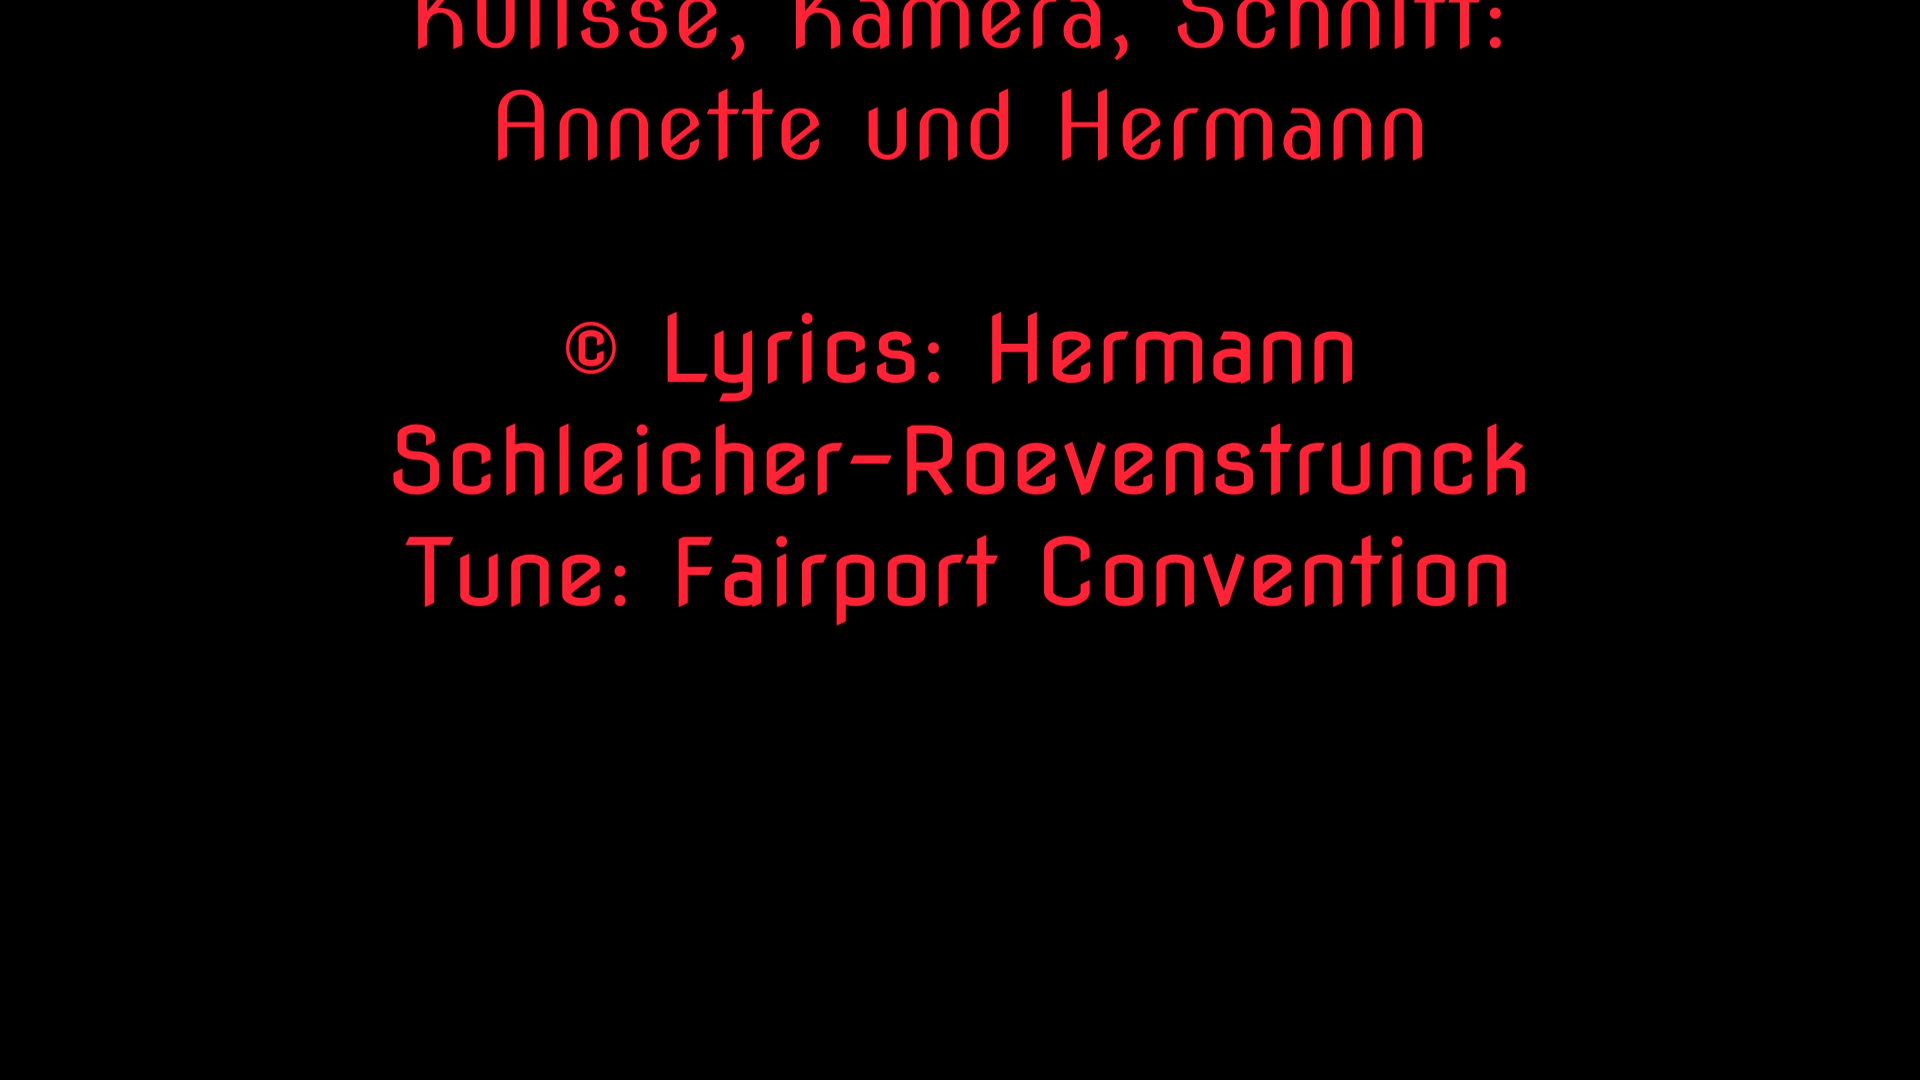 Kulisse, Kamera, Schnitt:
Annette und Hermann
© Lyrics: Hermann
Schleicher-Roevenstrunck
Tune: Fairport Convention